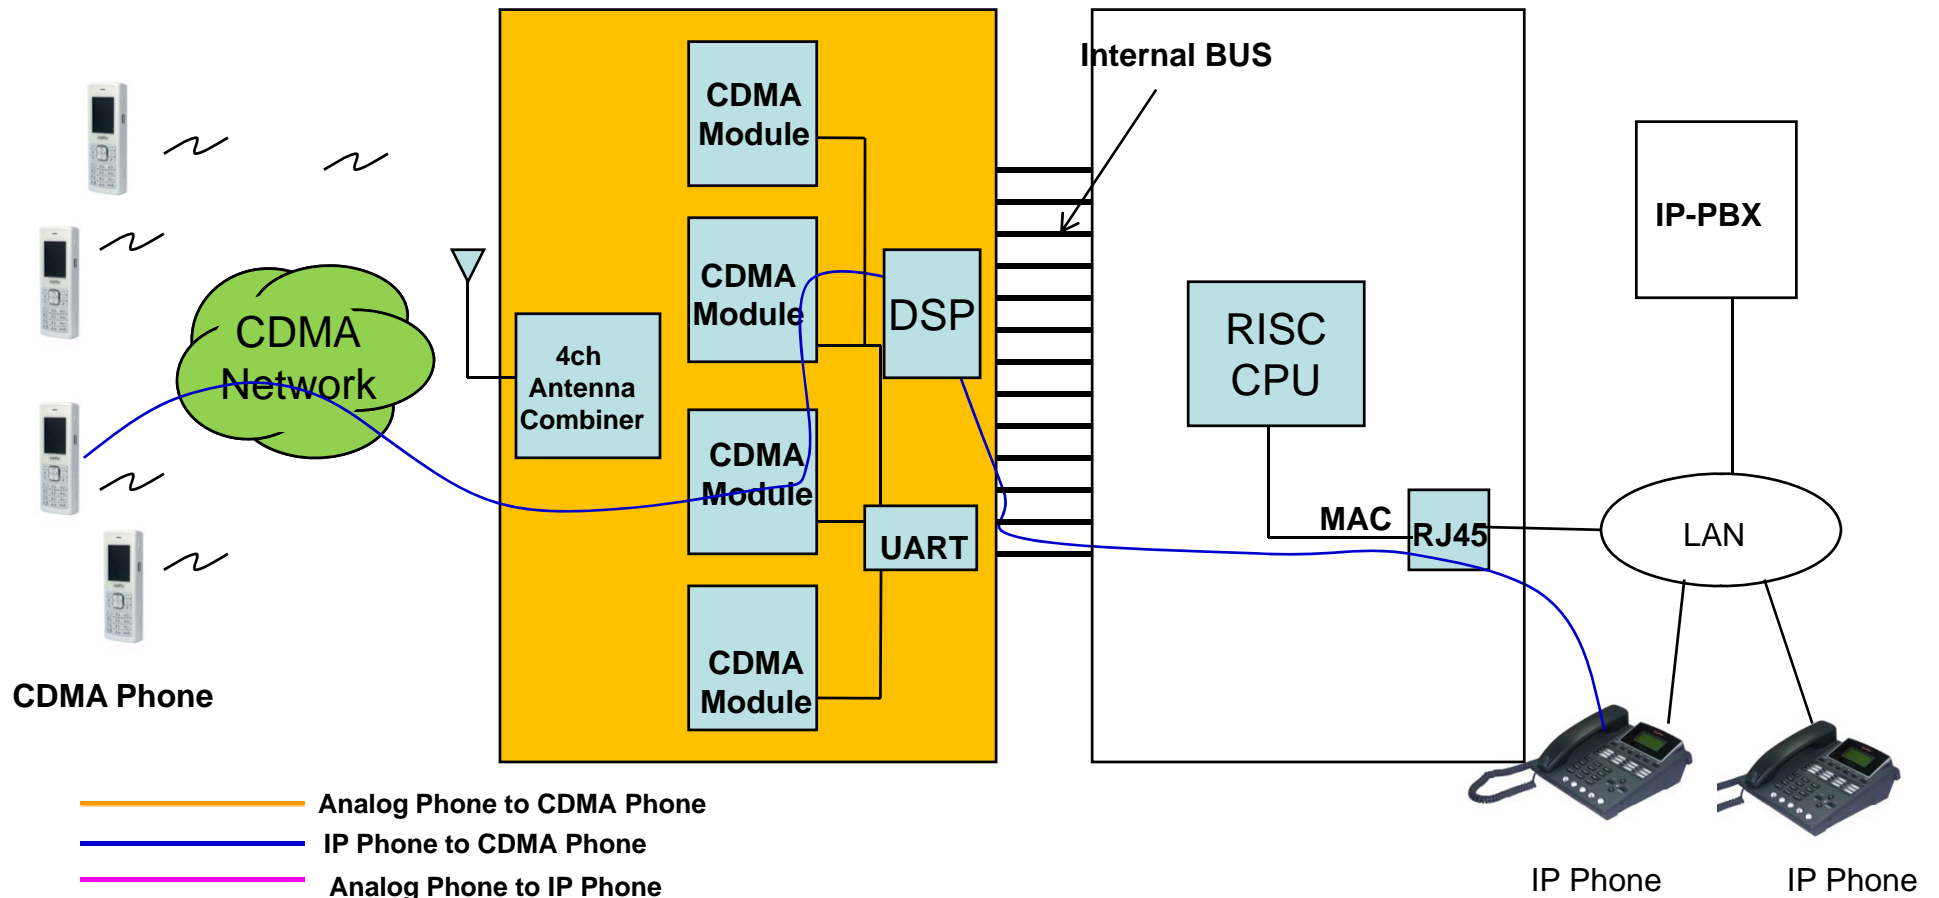 Internal BUS
CDMA
Module
CDMA
Module
DSP
IP-PBX
CDMA
Network
4ch
Antenna
Combiner
RISC
CPU
CDMA
Module
UART
MAC
RJ45
LAN
CDMA
Module
CDMA Phone
Analog Phone to CDMA Phone
IP Phone to CDMA Phone
Analog Phone to IP Phone
IP Phone
IP Phone